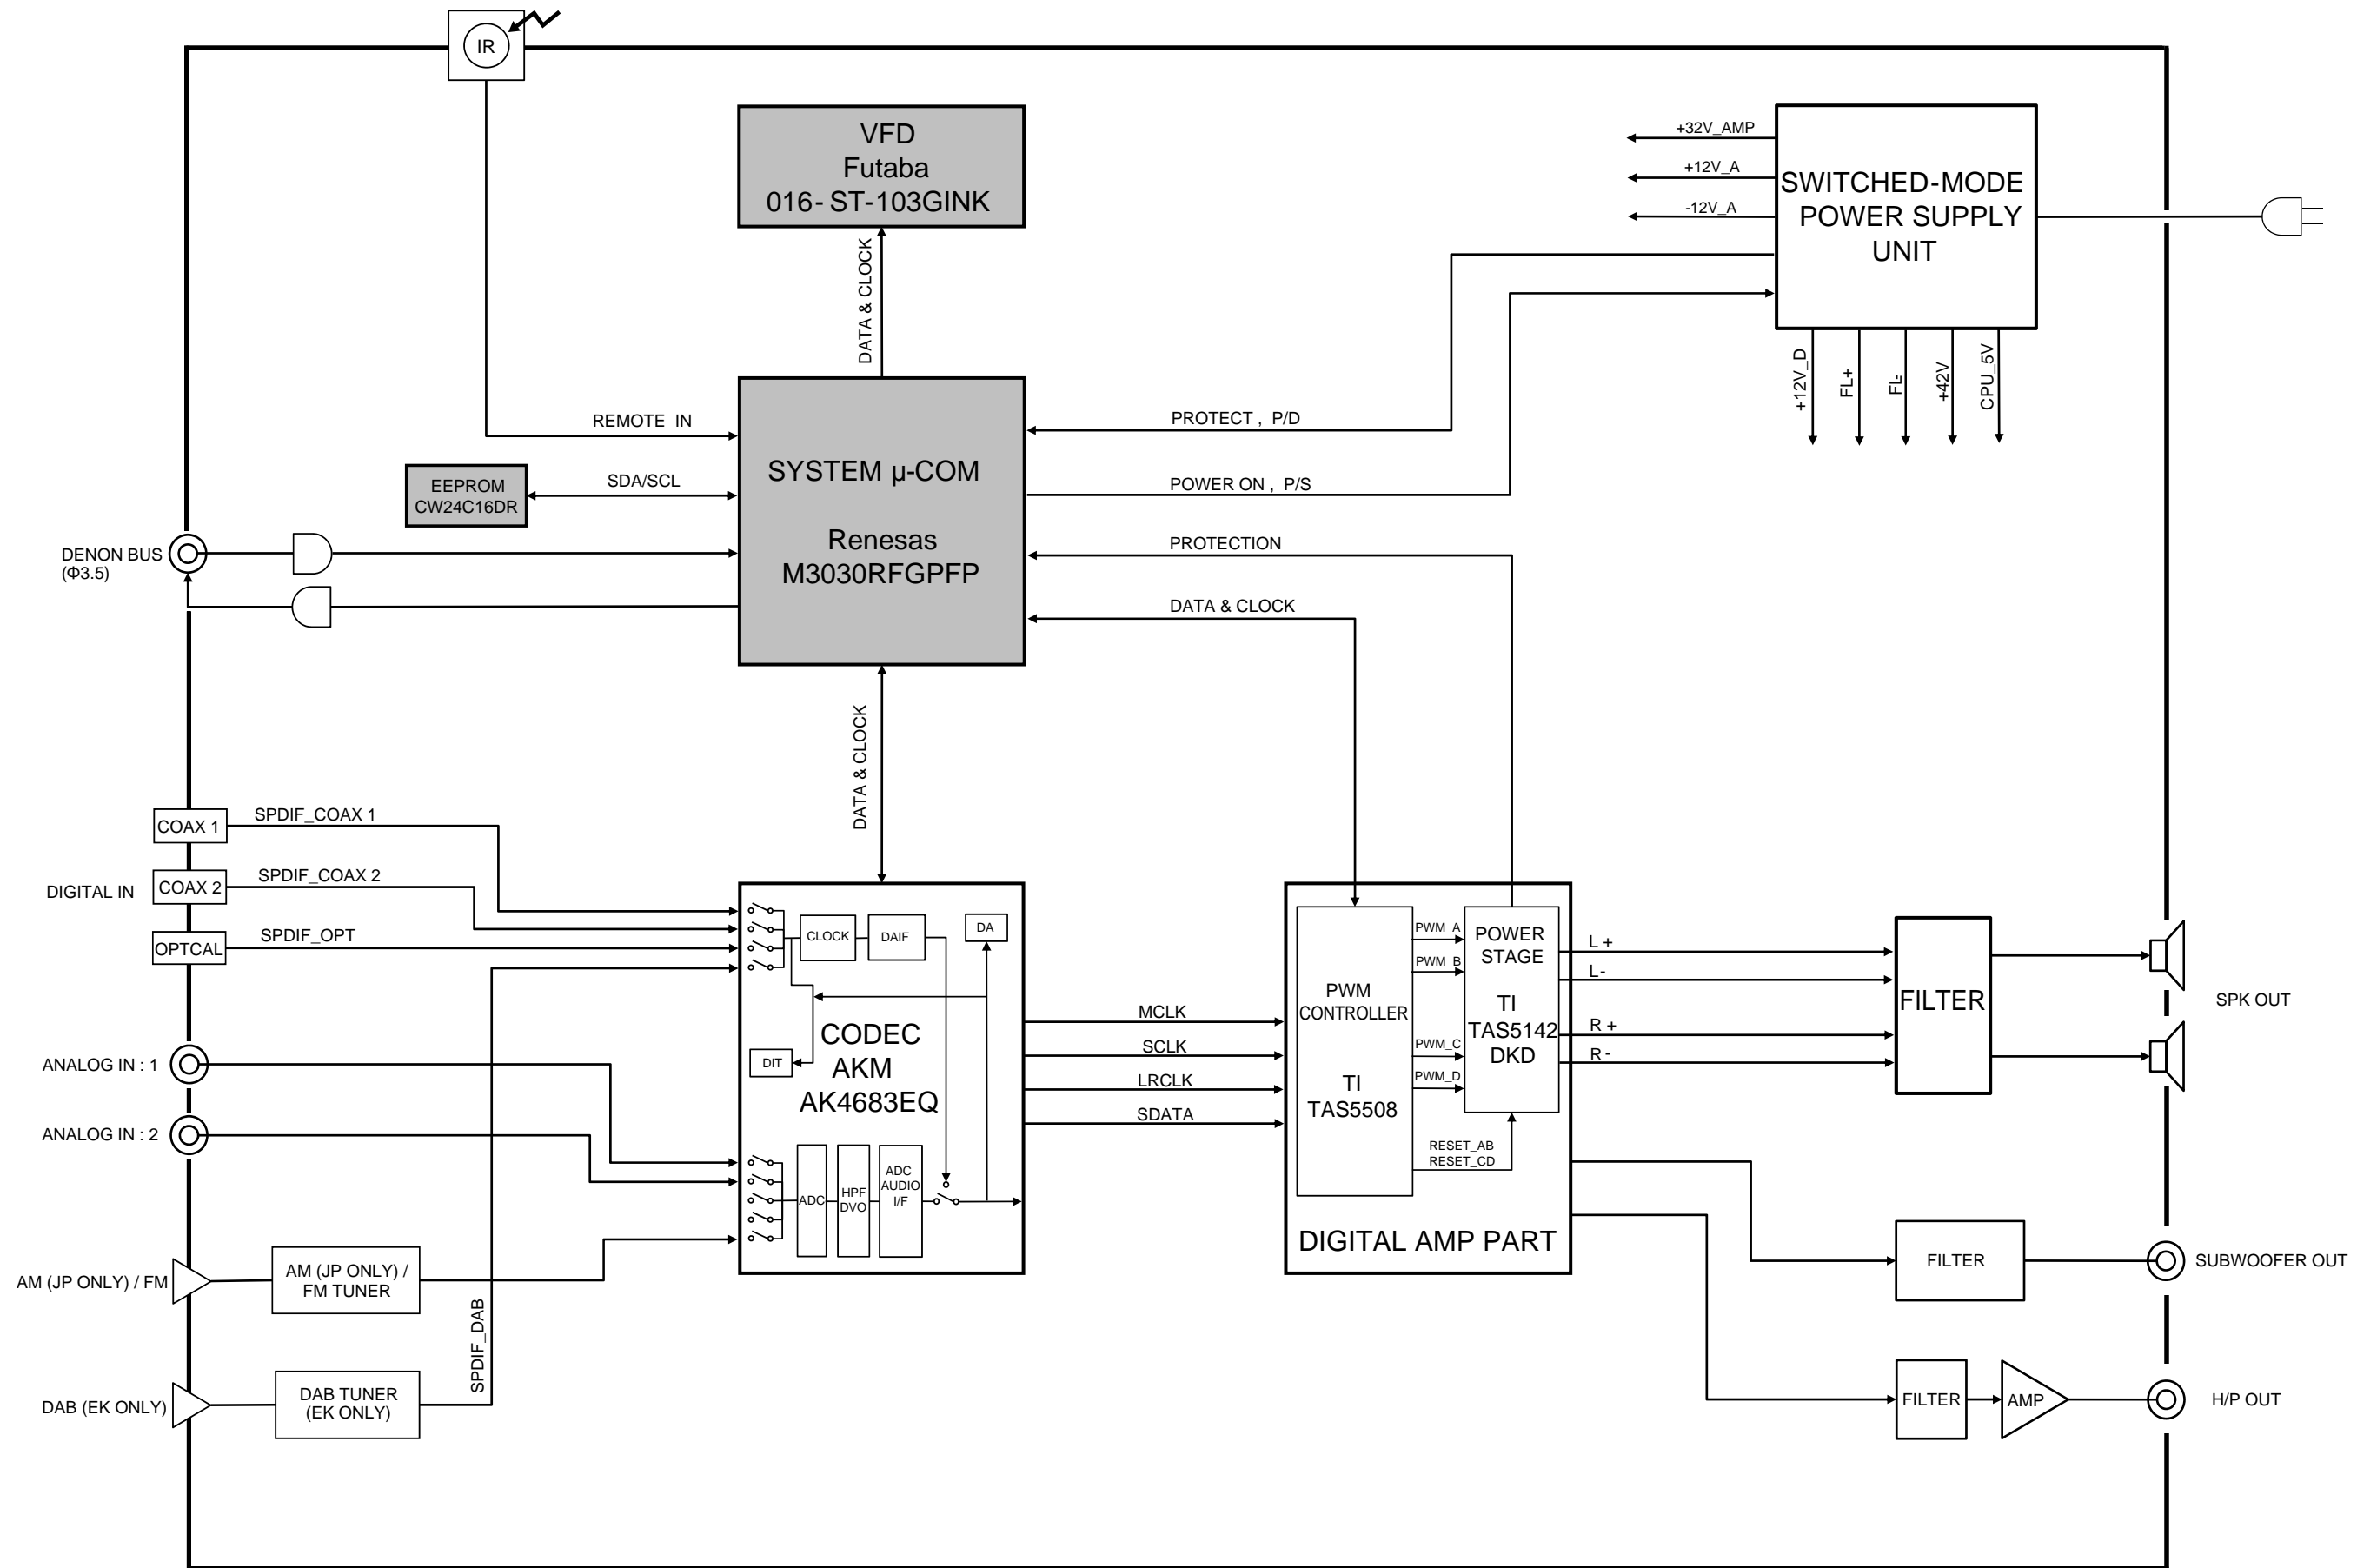 IR
VFD
Futaba
016- ST-103GINK
+32V_AMP
+12V_A
-12V_A
SWITCHED-MODE
POWER SUPPLY
UNIT
DATA & CLOCK
+12V_D
FL+
FL-
+42V
CPU_5V
REMOTE IN
PROTECT , P/D
EEPROM
CW24C16DR
SDA/SCL
SYSTEM µ-COM
Renesas
M3030RFGPFP
POWER ON , P/S
PROTECTION
DATA & CLOCK
DENON BUS
(Φ3.5)
DATA & CLOCK
DIGITAL IN
COAX 1
SPDIF_COAX 1
COAX 2
SPDIF_COAX 2
OPTCAL
SPDIF_OPT
CLOCK
DAIF
DA
DIT
CODEC
AKM
AK4683EQ
ADC
HPF
DVO
ADC
AUDIO
I/F
MCLK
SCLK
LRCLK
SDATA
PWM
CONTROLLER
TI
TAS5508
PWM_A
PWM_B
PWM_C
PWM_D
POWER
STAGE
TI
TAS5142
DKD
RESET_AB
RESET_CD
DIGITAL AMP PART
L +
L -
R +
R -
FILTER
SPK OUT
ANALOG IN : 1
ANALOG IN : 2
AM (JP ONLY) / FM
AM (JP ONLY) /
FM TUNER
SPDIF_DAB
DAB (EK ONLY)
DAB TUNER
(EK ONLY)
FILTER
SUBWOOFER OUT
FILTER
AMP
H/P OUT